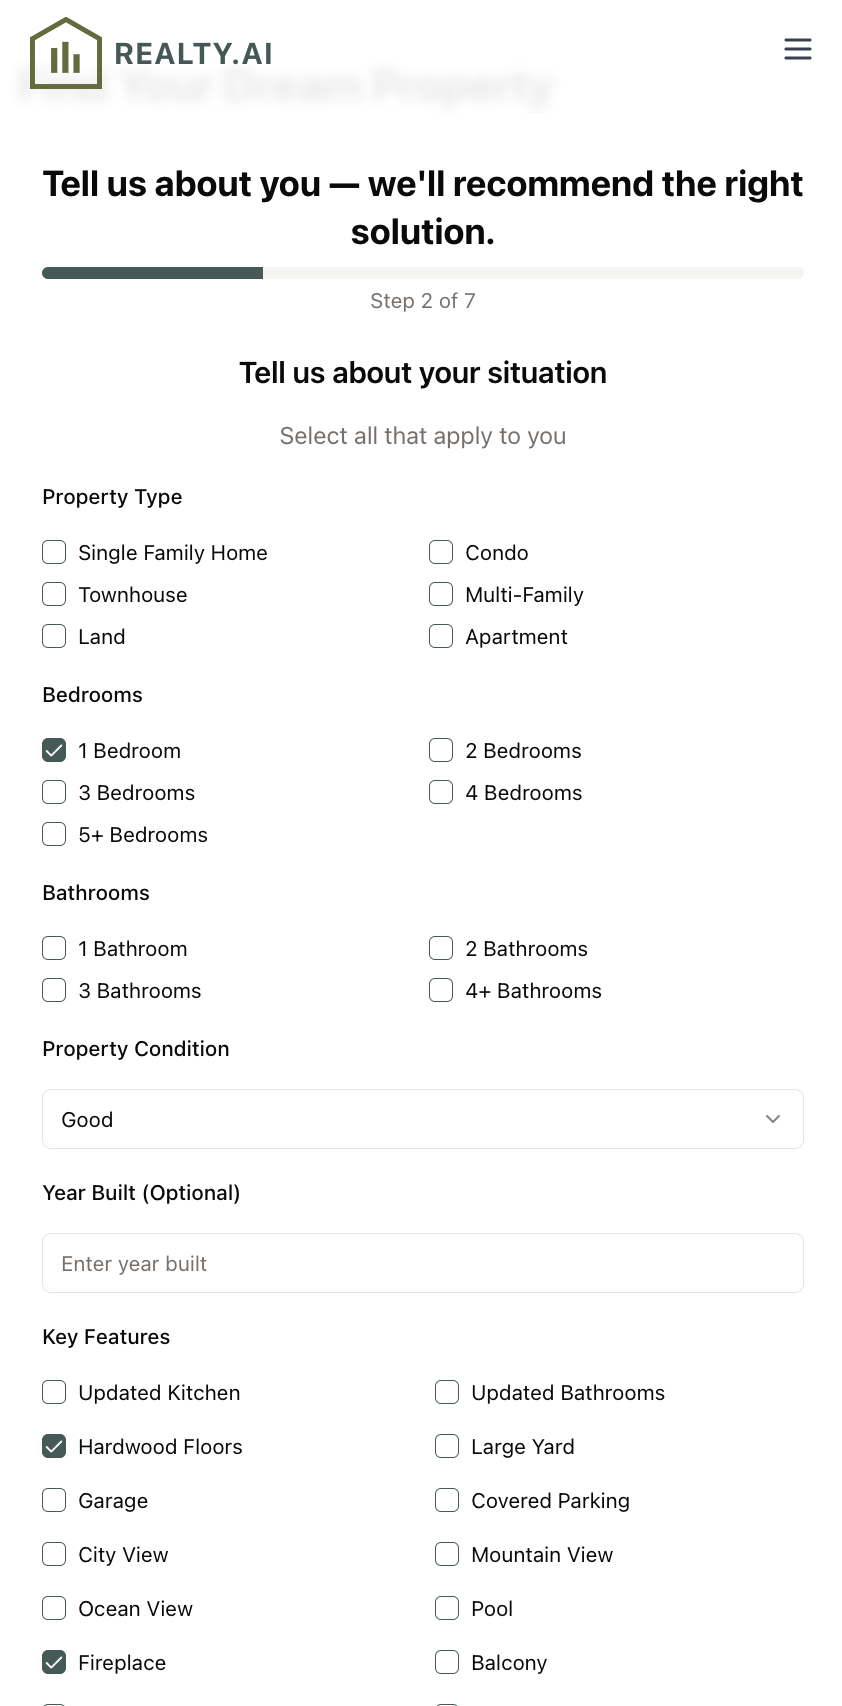 REALTY.AI
Find Your Dream Property
Tell us about you — we'll recommend the right
solution.
Step 2 of 7
Tell us about your situation
Select all that apply to you
Property Type
Single Family Home
Condo
Townhouse
Multi-Family
Land
Apartment
Bedrooms
1 Bedroom
2 Bedrooms
3 Bedrooms
4 Bedrooms
5+ Bedrooms
Bathrooms
1 Bathroom
2 Bathrooms
3 Bathrooms
4+ Bathrooms
Property Condition
Good
Year Built (Optional)
Enter year built
Key Features
Updated Kitchen
Updated Bathrooms
Hardwood Floors
Large Yard
Garage
Covered Parking
City View
Mountain View
Ocean View
Pool
Fireplace
Balcony